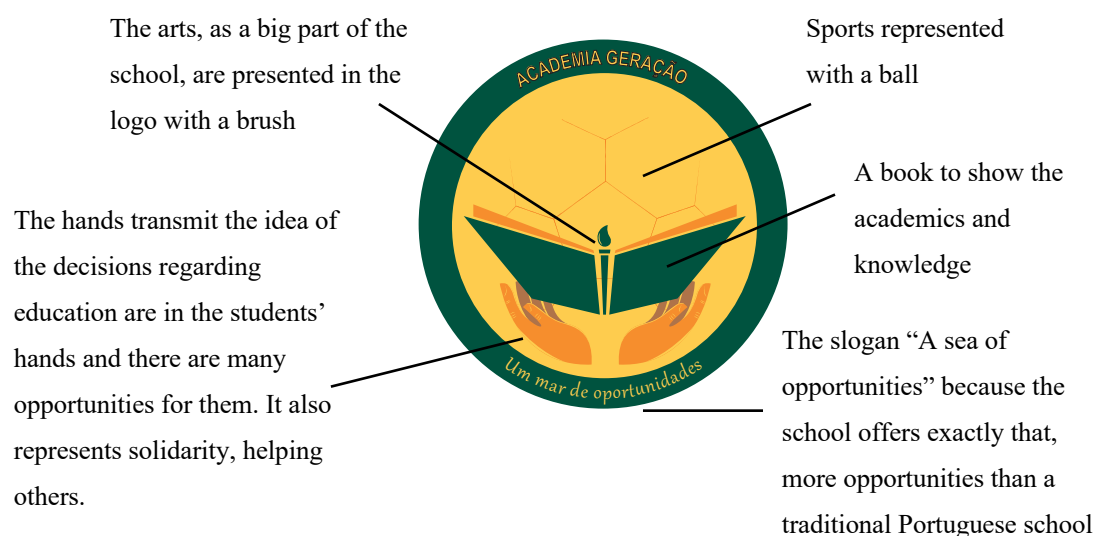 The arts, as a big part of the
school, are presented in the
logo with a brush
Sports represented
with a ball
ACADEMIA GERAÇÃO
A book to show the
academics and
knowledge
The hands transmit the idea of
the decisions regarding
education are in the students’
hands and there are many
opportunities for them. It also
represents solidarity, helping
others.
Um mar de oportunidades
The slogan “A sea of
opportunities” because the
school offers exactly that,
more opportunities than a
traditional Portuguese school